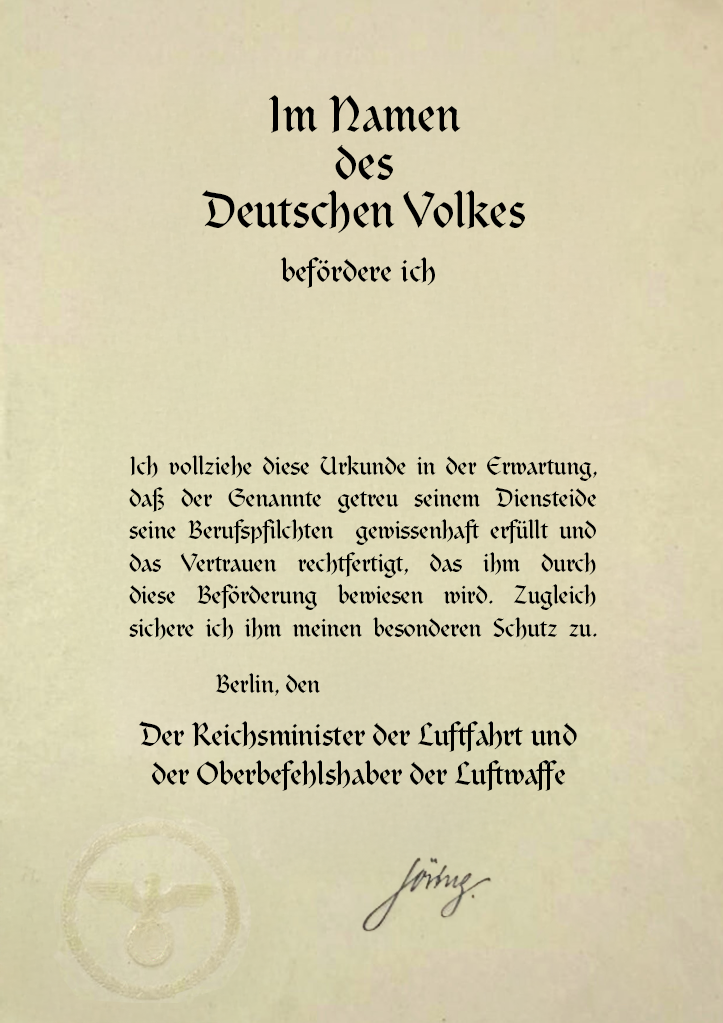 Im Namen
des
Deutschen Volkes
befördere ich
Ich vollziehe diese Urkunde in der Erwartung,
daß der Genannte getreu seinem Diensteide
seine Berufspfilchten gewissenhaft erfüllt und
das Vertrauen rechtfertigt, das ihm durch
diese Beförderung bewiesen wird. Zugleich
sichere ich ihm meinen besonderen Schutz zu.
Berlin, den
Der Reichsminister der Luftfahrt und
der Oberbefehlshaber der Luftwaffe
Göring.